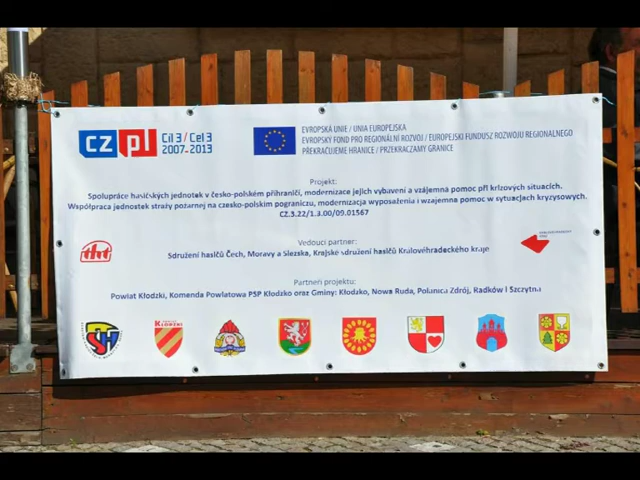 cz pl Cíl 3 / Cel 3
2007-2013
EVROPSKÁ UNIE / UNIA EUROPEJSKA
EVROPSKÝ FOND PRO REGIONÁLNÍ ROZVOJ / EUROPEJSKI FUNDUSZ ROZWOJU REGIONALNEGO
PŘEKRAČUJEME HRANICE / PRZEKRACZAMY GRANICE
Projekt:
Spolupráce hasičských jednotek v česko-polském příhraničí, modernizace jejich vybavení a vzájemná pomoc při krizových situacích.
Współpraca jednostek straży pożarnej na czesko-polskim pograniczu, modernizacja wyposażenia i wzajemna pomoc w sytuacjach kryzysowych.
CZ.3.22/1.3.00/09.01567
Vedoucí partner:
Sdružení hasičů Čech, Moravy a Slezska, Krajské sdružení hasičů Královéhradeckého kraje
Partneři projektu:
Powiat Kłodzki, Komenda Powiatowa PSP Kłodzko oraz Gminy: Kłodzko, Nowa Ruda, Polanica Zdrój, Radków i Szczytna
KŁODZKI